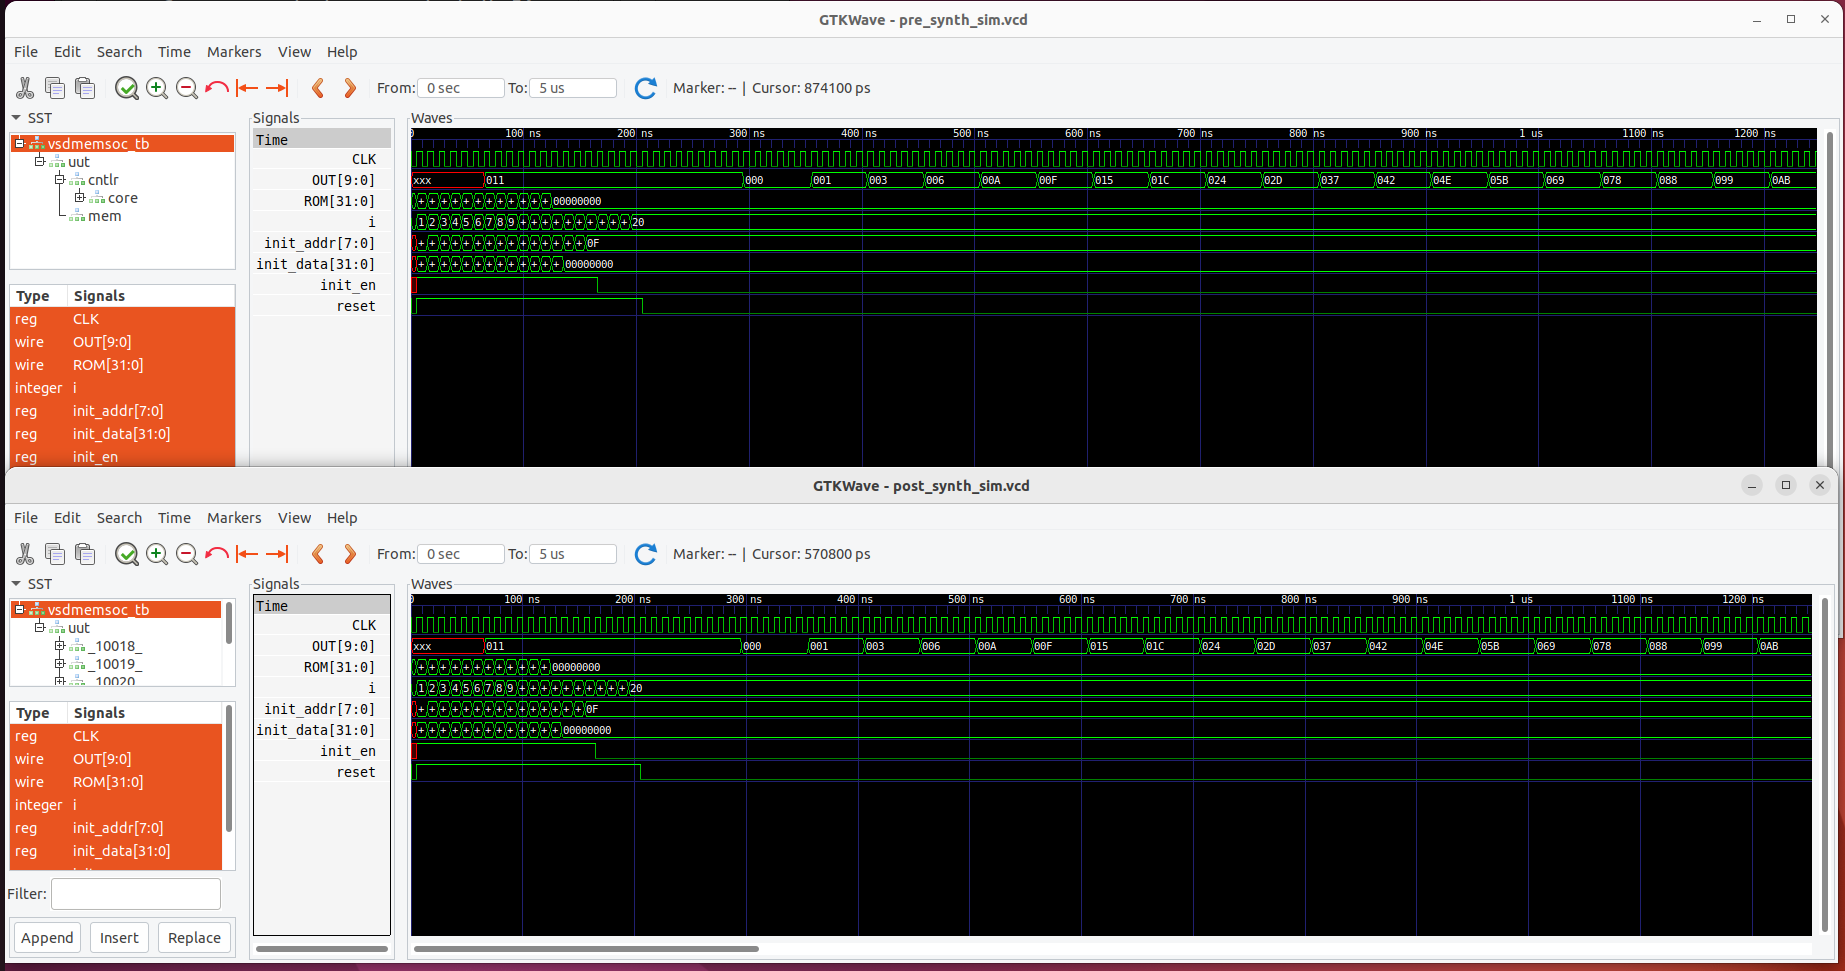 GTKWave - pre_synth_sim.vcd
File Edit Search Time Markers View Help
From: 0 sec To: 5 us Marker: -- | Cursor: 874100 ps
SST
vsdmemsoc_tb
uut
cntlr
core
mem
Type Signals
reg CLK
wire OUT[9:0]
wire ROM[31:0]
integer i
reg init_addr[7:0]
reg init_data[31:0]
reg init_en
Signals
Time
CLK
OUT[9:0]
ROM[31:0]
i
init_addr[7:0]
init_data[31:0]
init_en
reset
Waves
0 100 ns 200 ns 300 ns 400 ns 500 ns 600 ns 700 ns 800 ns 900 ns 1 us 1100 ns 1200 ns
xxx 011 000 001 003 006 00A 00F 015 01C 024 02D 037 042 04E 05B 069 078 088 099 0AB
+ + + + + + + + + + + + 00000000
1 2 3 4 5 6 7 8 9 + + + + + + + + + + 20
+ + + + + + + + + + + + + + + 0F
+ + + + + + + + + + + + + 00000000
GTKWave - post_synth_sim.vcd
File Edit Search Time Markers View Help
From: 0 sec To: 5 us Marker: -- | Cursor: 570800 ps
SST
vsdmemsoc_tb
uut
_10018_
_10019_
_10020_
Type Signals
reg CLK
wire OUT[9:0]
wire ROM[31:0]
integer i
reg init_addr[7:0]
reg init_data[31:0]
Filter:
Append Insert Replace
Signals
Time
CLK
OUT[9:0]
ROM[31:0]
i
init_addr[7:0]
init_data[31:0]
init_en
reset
Waves
0 100 ns 200 ns 300 ns 400 ns 500 ns 600 ns 700 ns 800 ns 900 ns 1 us 1100 ns 1200 ns
xxx 011 000 001 003 006 00A 00F 015 01C 024 02D 037 042 04E 05B 069 078 088 099 0AB
+ + + + + + + + + + + + 00000000
1 2 3 4 5 6 7 8 9 + + + + + + + + + + 20
+ + + + + + + + + + + + + + + 0F
+ + + + + + + + + + + + + 00000000